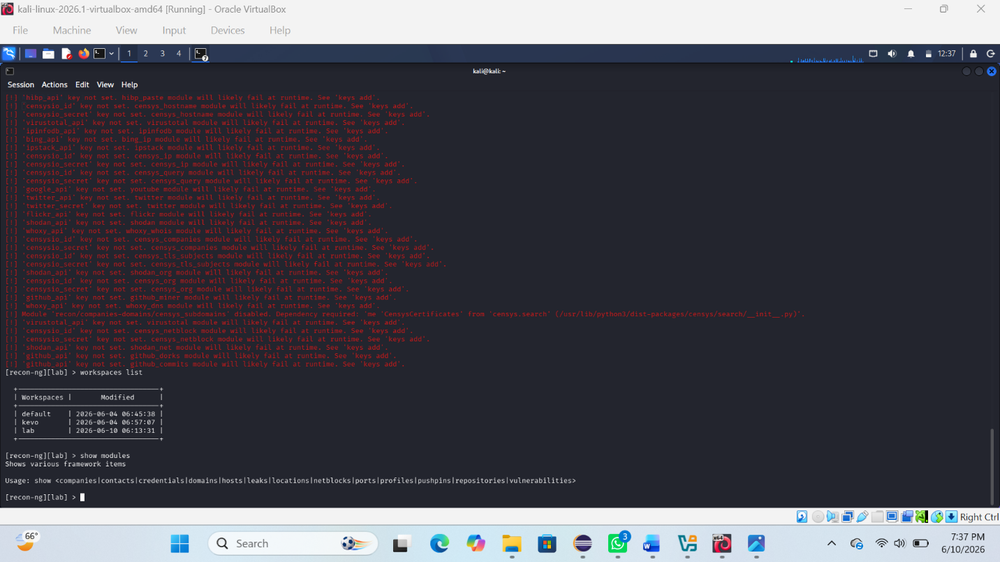 kali-linux-2026.1-virtualbox-amd64 [Running] - Oracle VirtualBox
File Machine View Input Devices Help
1 2 3 4 7 12:37
kali@kali: ~
Session Actions Edit View Help
[!] 'hibp_api' key not set. hibp_paste module will likely fail at runtime. See 'keys add'.
[!] 'censysio_id' key not set. censys_hostname module will likely fail at runtime. See 'keys add'.
[!] 'censysio_secret' key not set. censys_hostname module will likely fail at runtime. See 'keys add'.
[!] 'virustotal_api' key not set. virustotal module will likely fail at runtime. See 'keys add'.
[!] 'ipinfodb_api' key not set. ipinfodb module will likely fail at runtime. See 'keys add'.
[!] 'bing_api' key not set. bing_ip module will likely fail at runtime. See 'keys add'.
[!] 'ipstack_api' key not set. ipstack module will likely fail at runtime. See 'keys add'.
[!] 'censysio_id' key not set. censys_ip module will likely fail at runtime. See 'keys add'.
[!] 'censysio_secret' key not set. censys_ip module will likely fail at runtime. See 'keys add'.
[!] 'censysio_id' key not set. censys_query module will likely fail at runtime. See 'keys add'.
[!] 'censysio_secret' key not set. censys_query module will likely fail at runtime. See 'keys add'.
[!] 'google_api' key not set. youtube module will likely fail at runtime. See 'keys add'.
[!] 'twitter_api' key not set. twitter module will likely fail at runtime. See 'keys add'.
[!] 'twitter_secret' key not set. twitter module will likely fail at runtime. See 'keys add'.
[!] 'flickr_api' key not set. flickr module will likely fail at runtime. See 'keys add'.
[!] 'shodan_api' key not set. shodan module will likely fail at runtime. See 'keys add'.
[!] 'whoxy_api' key not set. whoxy_whois module will likely fail at runtime. See 'keys add'.
[!] 'censysio_id' key not set. censys_companies module will likely fail at runtime. See 'keys add'.
[!] 'censysio_secret' key not set. censys_companies module will likely fail at runtime. See 'keys add'.
[!] 'censysio_id' key not set. censys_tls_subjects module will likely fail at runtime. See 'keys add'.
[!] 'censysio_secret' key not set. censys_tls_subjects module will likely fail at runtime. See 'keys add'.
[!] 'shodan_api' key not set. shodan_org module will likely fail at runtime. See 'keys add'.
[!] 'censysio_id' key not set. censys_org module will likely fail at runtime. See 'keys add'.
[!] 'censysio_secret' key not set. censys_org module will likely fail at runtime. See 'keys add'.
[!] 'github_api' key not set. github_miner module will likely fail at runtime. See 'keys add'.
[!] 'whoxy_api' key not set. whoxy_dns module will likely fail at runtime. See 'keys add'.
[!] Module 'recon/companies-domains/censys_subdomains' disabled. Dependency required: 'me 'CensysCertificates' from 'censys.search' (/usr/lib/python3/dist-packages/censys/search/__init__.py)'.
[!] 'virustotal_api' key not set. virustotal module will likely fail at runtime. See 'keys add'.
[!] 'censysio_id' key not set. censys_netblock module will likely fail at runtime. See 'keys add'.
[!] 'censysio_secret' key not set. censys_netblock module will likely fail at runtime. See 'keys add'.
[!] 'shodan_api' key not set. shodan_net module will likely fail at runtime. See 'keys add'.
[!] 'github_api' key not set. github_dorks module will likely fail at runtime. See 'keys add'.
[!] 'github_api' key not set. github_commits module will likely fail at runtime. See 'keys add'.
[recon-ng][lab] > workspaces list
| Workspaces | Modified |
| default | 2026-06-04 06:45:38 |
| kevo | 2026-06-04 06:57:07 |
| lab | 2026-06-10 06:13:31 |
[recon-ng][lab] > show modules
Shows various framework items
Usage: show <companies|contacts|credentials|domains|hosts|leaks|locations|netblocks|ports|profiles|pushpins|repositories|vulnerabilities>
[recon-ng][lab] >
Right Ctrl
66°
Search
3
x64
7:37 PM
6/10/2026